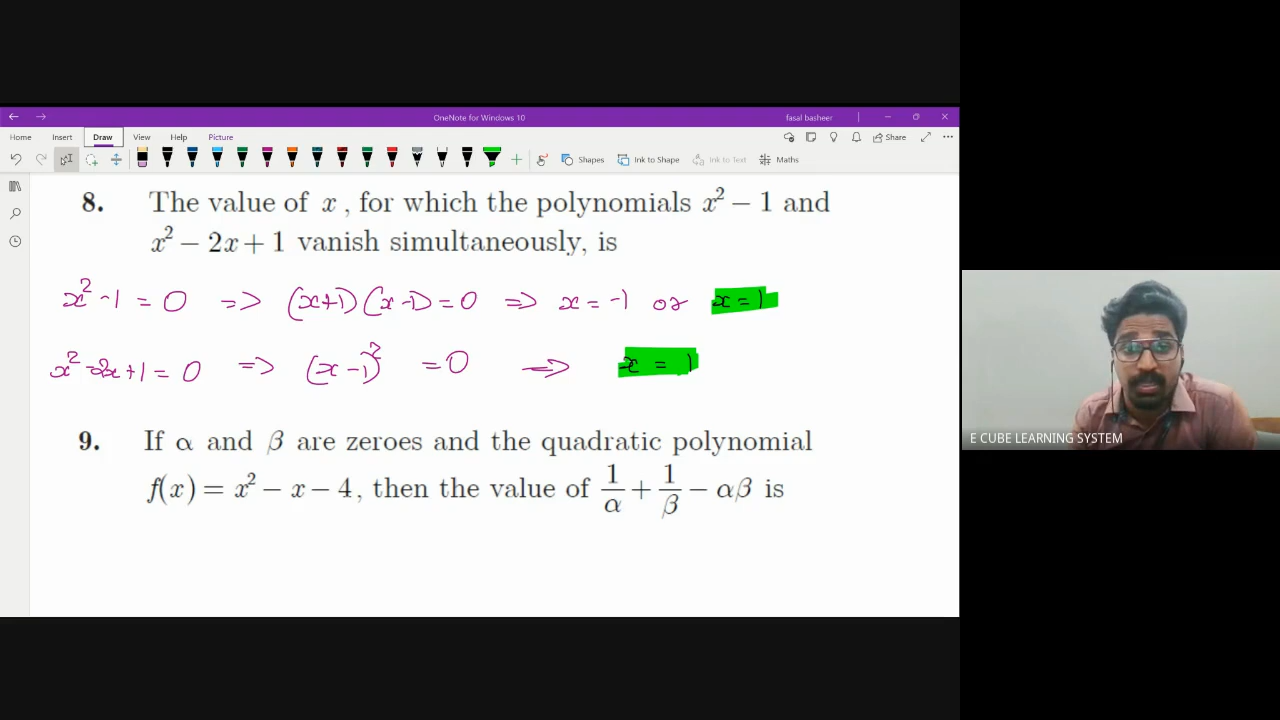 OneNote for Windows 10
fasal basheer
Home Insert Draw View Help Picture
Share
Shapes Ink to Shape Ink to Text Maths
8. The value of x, for which the polynomials x² − 1 and
x² − 2x + 1 vanish simultaneously, is
x² - 1 = 0 => (x+1)(x-1) = 0 => x = -1 or x = 1
x² - 2x + 1 = 0 => (x - 1)² = 0 => x = 1
9. If α and β are zeroes and the quadratic polynomial
f(x) = x² − x − 4, then the value of 1/α + 1/β − αβ is
E CUBE LEARNING SYSTEM